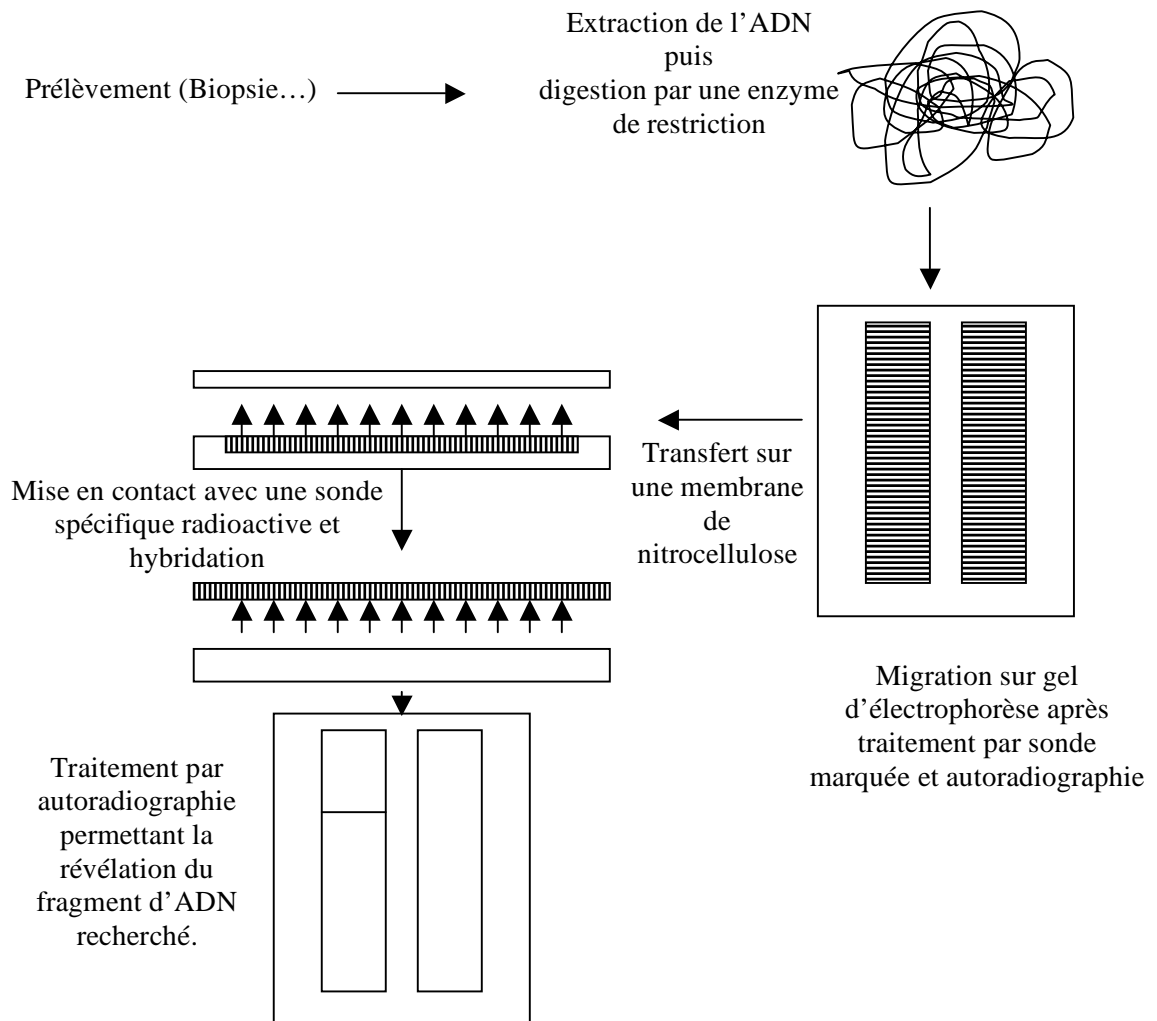 Prélèvement (Biopsie…)
Extraction de l’ADN
puis
digestion par une enzyme
de restriction
Migration sur gel
d’électrophorèse après
traitement par sonde
marquée et autoradiographie
Transfert sur
une membrane
de
nitrocellulose
Mise en contact avec une sonde
spécifique radioactive et
hybridation
Traitement par
autoradiographie
permettant la
révélation du
fragment d’ADN
recherché.